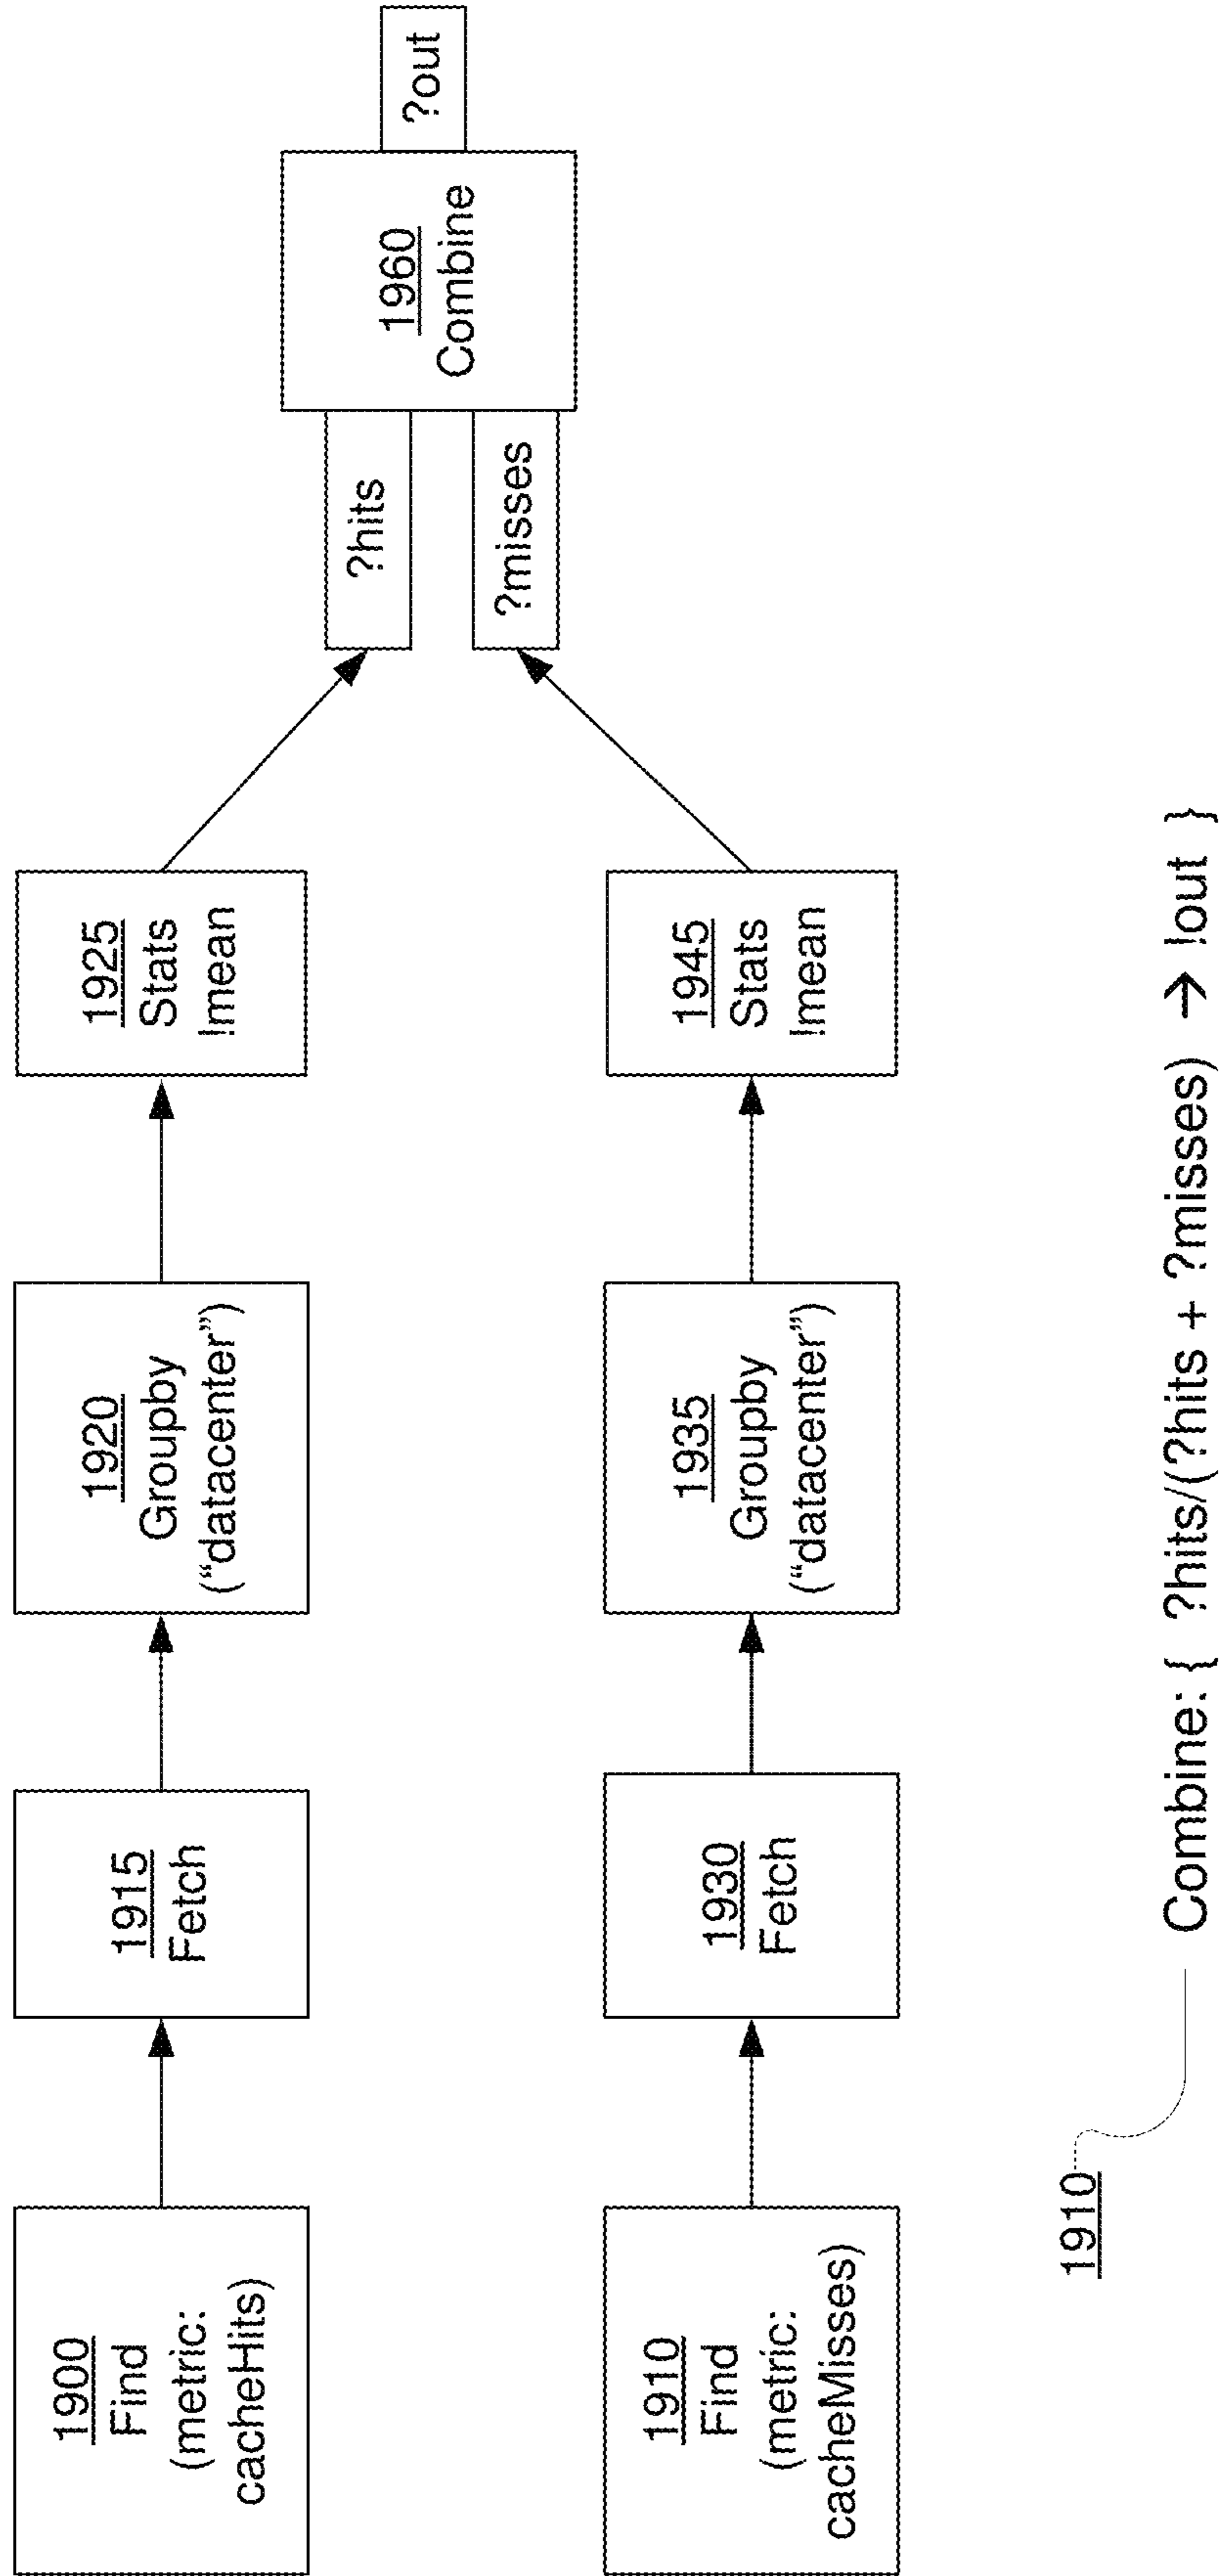 1900
Find
(metric:
cacheHits)
1915
Fetch
1920
Groupby
(“datacenter”)
1925
Stats
!mean
?hits
1960
Combine
?out
?misses
1910
Find
(metric:
cacheMisses)
1930
Fetch
1935
Groupby
(“datacenter”)
1945
Stats
!mean
1910
Combine: { ?hits/(?hits + ?misses) → !out }